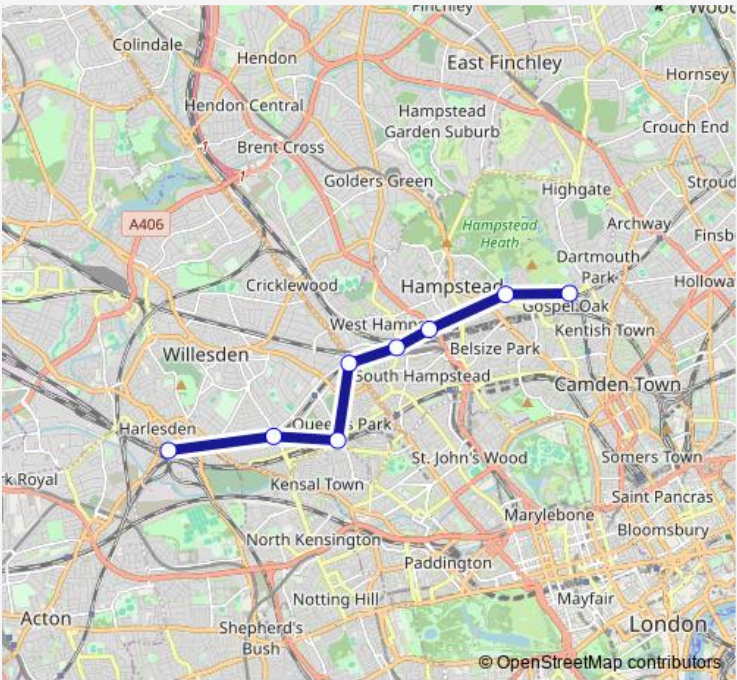 Finchley
Colindale
Hendon
East Finchley
Hornsey
Hendon Central
Hampstead
Garden Suburb
Crouch End
1
Brent Cross
1
Golders Green
Highgate
Stroud
A406
Hampstead
Heath
Archway
Finsb
Dartmouth
Park
Cricklewood
Hampstead
Hollowa
Gospel Oak
West Hamp
Kentish Town
Willesden
Belsize Park
South Hampstead
Camden Town
Harlesden
Queen's Park
St. John's Wood
Somers Town
rk Royal
Kensal Town
Saint Pancras
Marylebone
Bloomsbury
North Kensington
Paddington
Notting Hill
Mayfair
Acton
Shepherd's
Bush
London
© OpenStreetMap contributors